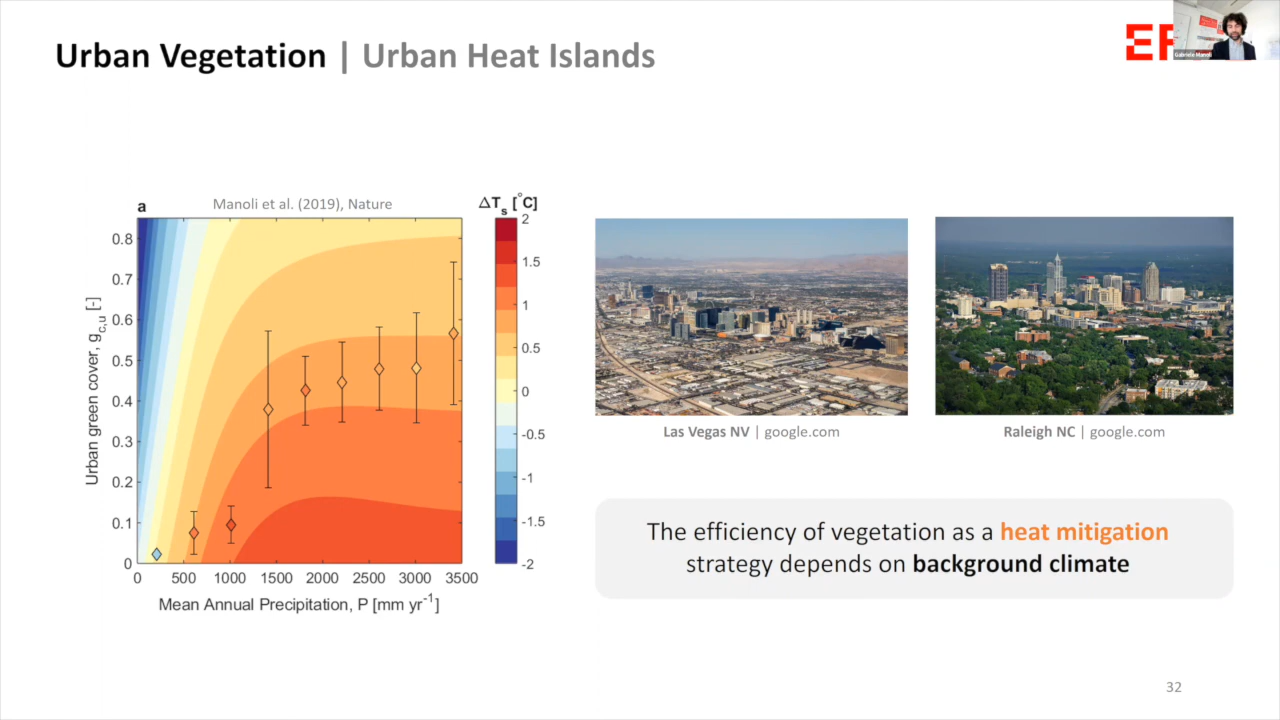 Urban Vegetation | Urban Heat Islands
EP
Gabriele Manoli
a
Manoli et al. (2019), Nature
ΔTs [°C]
2
1.5
1
0.5
0
-0.5
-1
-1.5
-2
Urban green cover, gc,u [-]
0.8
0.7
0.6
0.5
0.4
0.3
0.2
0.1
0
0 500 1000 1500 2000 2500 3000 3500
Mean Annual Precipitation, P [mm yr-1]
Las Vegas NV | google.com
Raleigh NC | google.com
The efficiency of vegetation as a heat mitigation
strategy depends on background climate
32